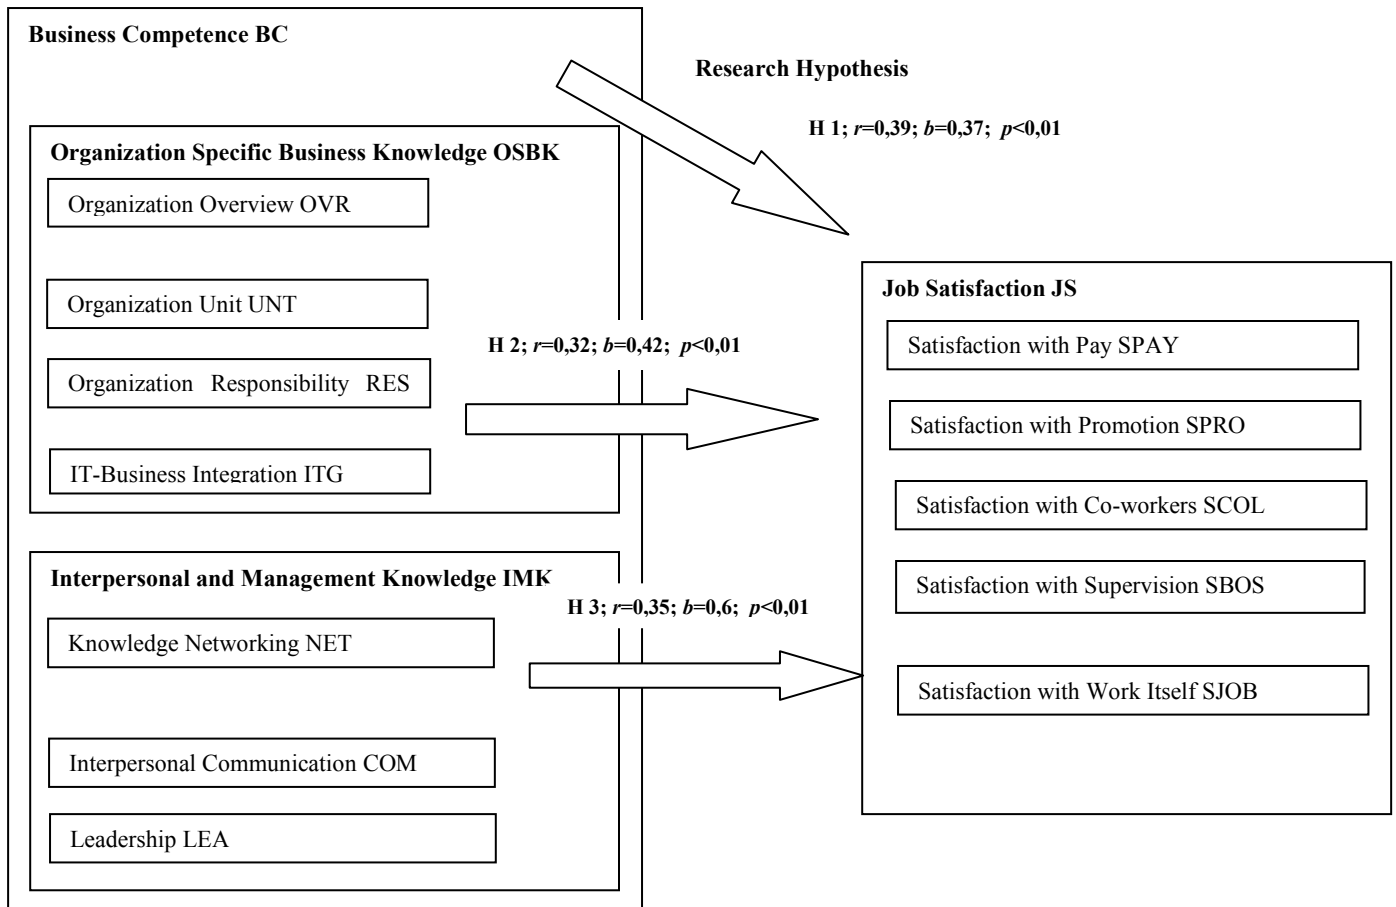 Business Competence BC
Research Hypothesis
H 1; r=0,39; b=0,37; p<0,01
Organization Specific Business Knowledge OSBK
Organization Overview OVR
Organization Unit UNT
Organization Responsibility RES
IT-Business Integration ITG
H 2; r=0,32; b=0,42; p<0,01
Interpersonal and Management Knowledge IMK
Knowledge Networking NET
Interpersonal Communication COM
Leadership LEA
H 3; r=0,35; b=0,6; p<0,01
Job Satisfaction JS
Satisfaction with Pay SPAY
Satisfaction with Promotion SPRO
Satisfaction with Co-workers SCOL
Satisfaction with Supervision SBOS
Satisfaction with Work Itself SJOB